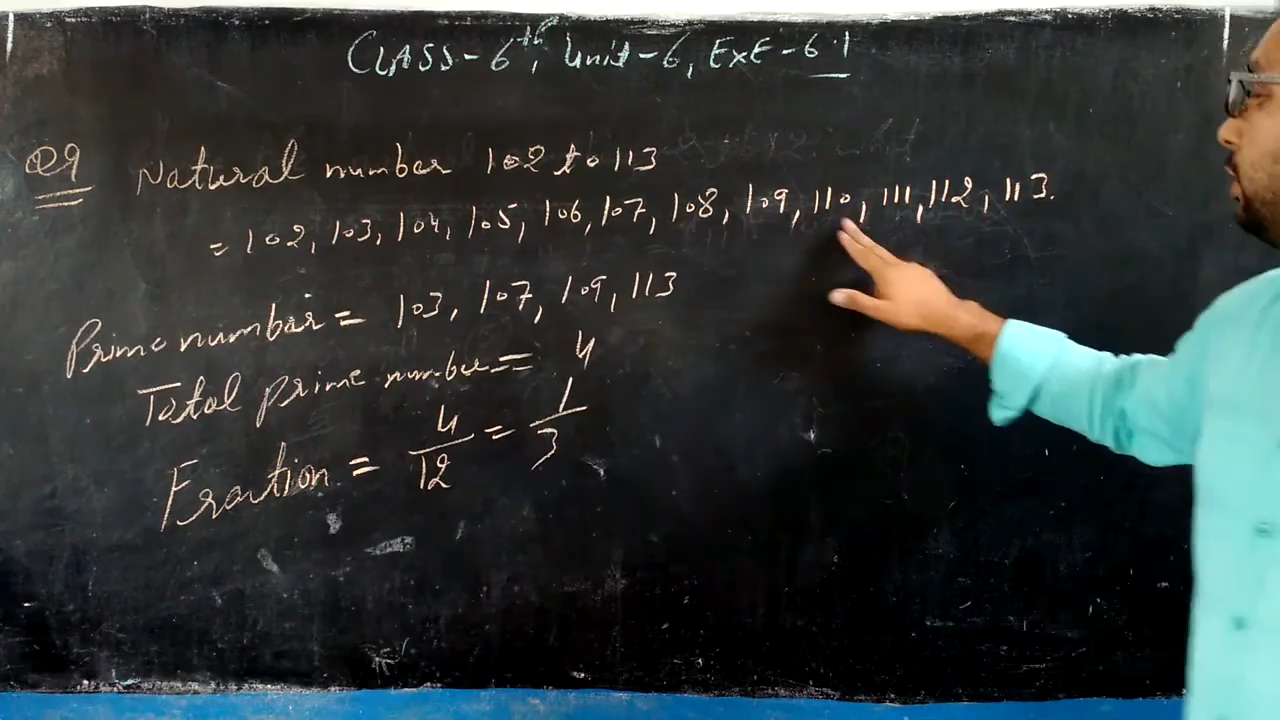 CLASS-6th, Unit-6, EXE-6.1
Q9 Natural number 102 to 113
= 102, 103, 104, 105, 106, 107, 108, 109, 110, 111, 112, 113.
Prime number = 103, 107, 109, 113
Total prime number = 4
Fraction = 4/12 = 1/3